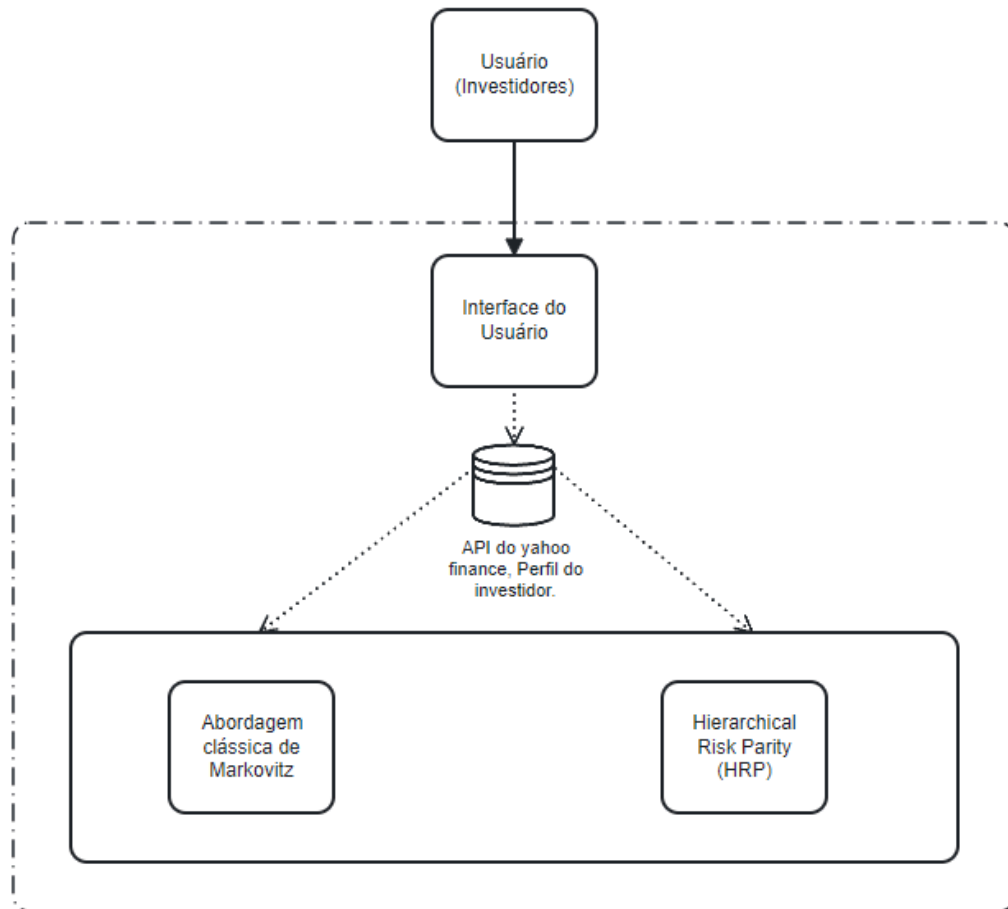 Usuário
(Investidores)
Interface do
Usuário
API do yahoo
finance, Perfil do
investidor.
Abordagem
clássica de
Markovitz
Hierarchical
Risk Parity
(HRP)